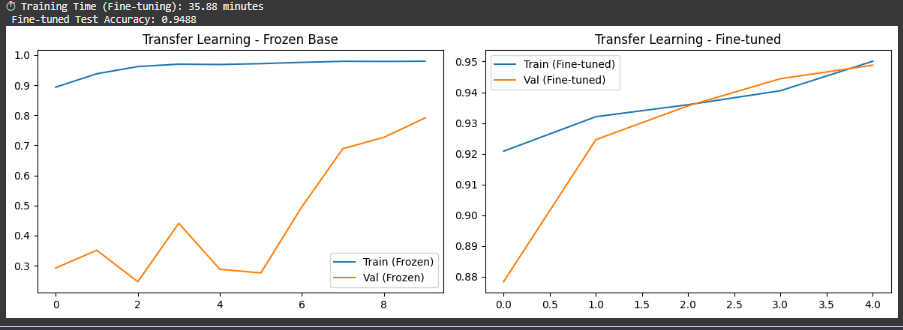 ⏱ Training Time (Fine-tuning): 35.88 minutes
Fine-tuned Test Accuracy: 0.9488
Transfer Learning - Frozen Base
1.0
0.9
0.8
0.7
0.6
0.5
0.4
0.3
0 2 4 6 8
Train (Frozen)
Val (Frozen)
Transfer Learning - Fine-tuned
Train (Fine-tuned)
Val (Fine-tuned)
0.95
0.94
0.93
0.92
0.91
0.90
0.89
0.88
0.0 0.5 1.0 1.5 2.0 2.5 3.0 3.5 4.0